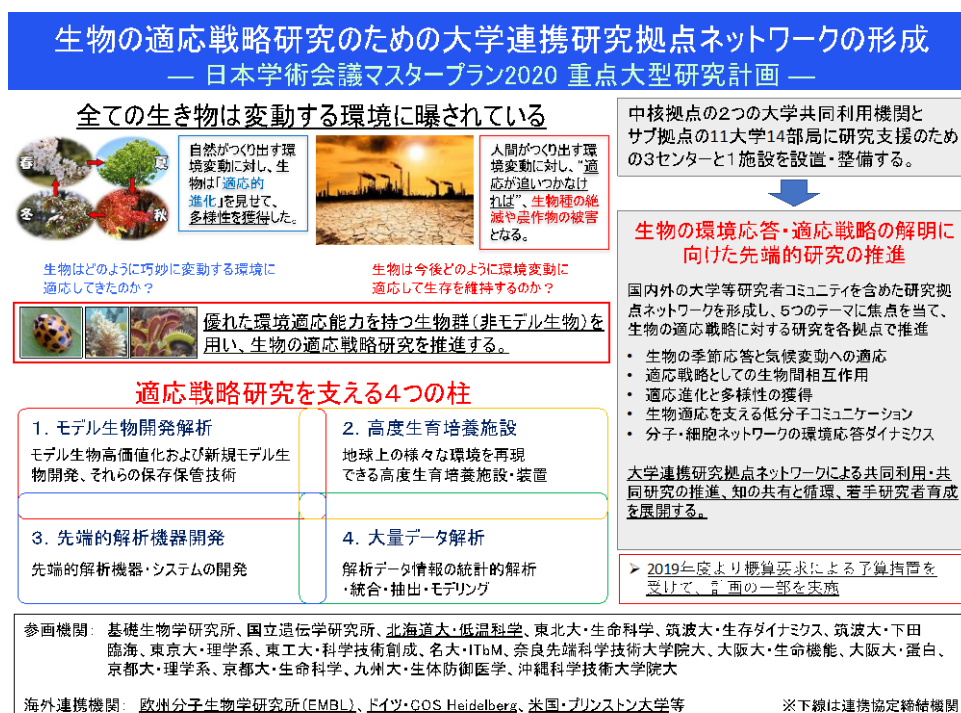 生物の適応戦略研究のための大学連携研究拠点ネットワークの形成
― 日本学術会議マスタープラン2020 重点大型研究計画 ―
全ての生き物は変動する環境に曝されている
春
夏
冬
秋
自然がつくり出す環
境変動に対し、生
物は「適応的
進化」を見せて、
多様性を獲得した。
人間がつくり出す環
境変動に対し、“適
応が追いつかなけ
れば”、生物種の絶
滅や農作物の被害
となる。
生物はどのように巧妙に変動する環境に
適応してきたのか？
生物は今後どのように環境変動に
適応して生存を維持するのか？
優れた環境適応能力を持つ生物群（非モデル生物）を
用い、生物の適応戦略研究を推進する。
適応戦略研究を支える４つの柱
１．モデル生物開発解析
モデル生物高価値化および新規モデル生
物開発、それらの保存保管技術
２．高度生育培養施設
地球上の様々な環境を再現
できる高度生育培養施設・装置
３．先端的解析機器開発
先端的解析機器・システムの開発
４．大量データ解析
解析データ情報の統計的解析
・統合・抽出・モデリング
中核拠点の２つの大学共同利用機関と
サブ拠点の11大学14部局に研究支援のため
の３センターと１施設を設置・整備する。
生物の環境応答・適応戦略の解明に
向けた先端的研究の推進
国内外の大学等研究者コミュニティを含めた研究拠
点ネットワークを形成し、５つのテーマに焦点を当て、
生物の適応戦略に対する研究を各拠点で推進
• 生物の季節応答と気候変動への適応
• 適応戦略としての生物間相互作用
• 適応進化と多様性の獲得
• 生物適応を支える低分子コミュニケーション
• 分子・細胞ネットワークの環境応答ダイナミクス
大学連携研究拠点ネットワークによる共同利用・共
同研究の推進、知の共有と循環、若手研究者育成
を展開する。
➢ 2019年度より概算要求による予算措置を
受けて、計画の一部を実施
参画機関： 基礎生物学研究所、国立遺伝学研究所、北海道大・低温科学、東北大・生命科学、筑波大・生存ダイナミクス、筑波大・下田
臨海、東京大・理学系、東工大・科学技術創成、名大・ITbM、奈良先端科学技術大学院大、大阪大・生命機能、大阪大・蛋白、
京都大・理学系、京都大・生命科学、九州大・生体防御医学、沖縄科学技術大学院大
海外連携機関： 欧州分子生物学研究所（EMBL）、ドイツ・COS Heidelberg、米国・プリンストン大学等
※下線は連携協定締結機関